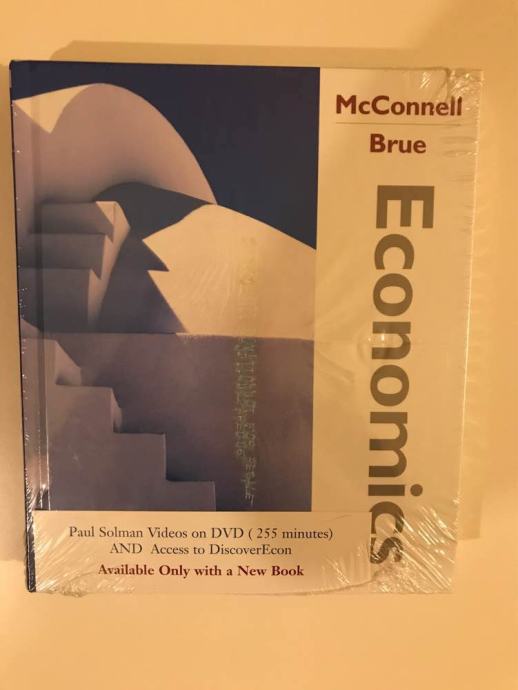 McConnell
Brue
Economics
Paul Solman Videos on DVD ( 255 minutes)
AND Access to DiscoverEcon
Available Only with a New Book